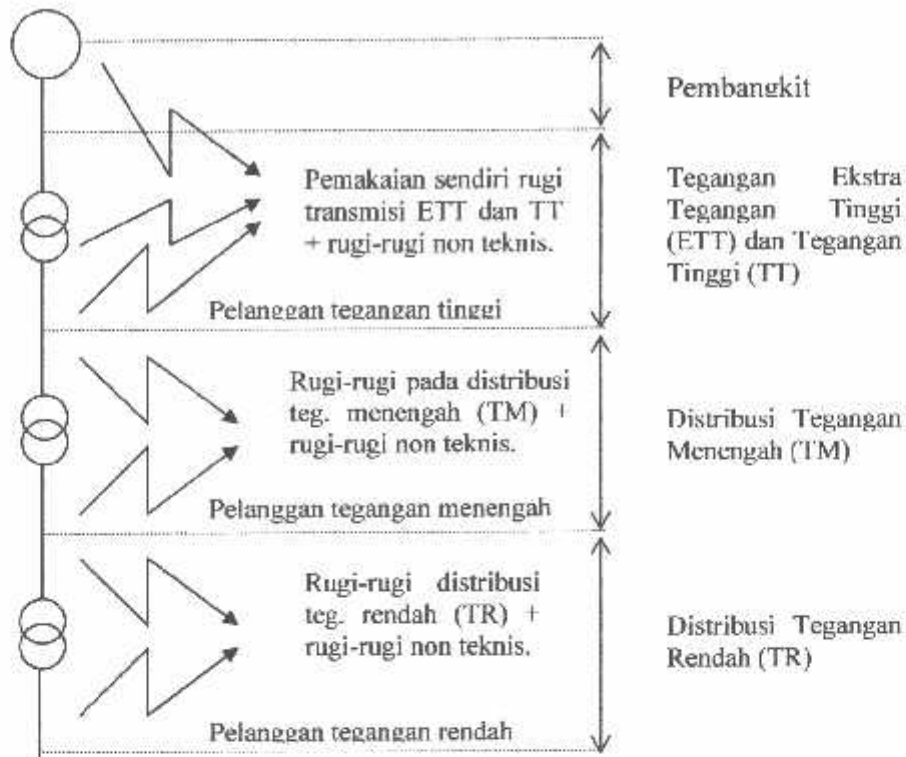 Pembangkit
Pemakaian sendiri rugi
transmisi ETT dan TT
+ rugi-rugi non teknis.
Tegangan Ekstra
Tegangan Tinggi
(ETT) dan Tegangan
Tinggi (TT)
Pelanggan tegangan tinggi
Rugi-rugi pada distribusi
teg. menengah (TM) +
rugi-rugi non teknis.
Distribusi Tegangan
Menengah (TM)
Pelanggan tegangan menengah
Rugi-rugi distribusi
teg. rendah (TR) +
rugi-rugi non teknis.
Distribusi Tegangan
Rendah (TR)
Pelanggan tegangan rendah